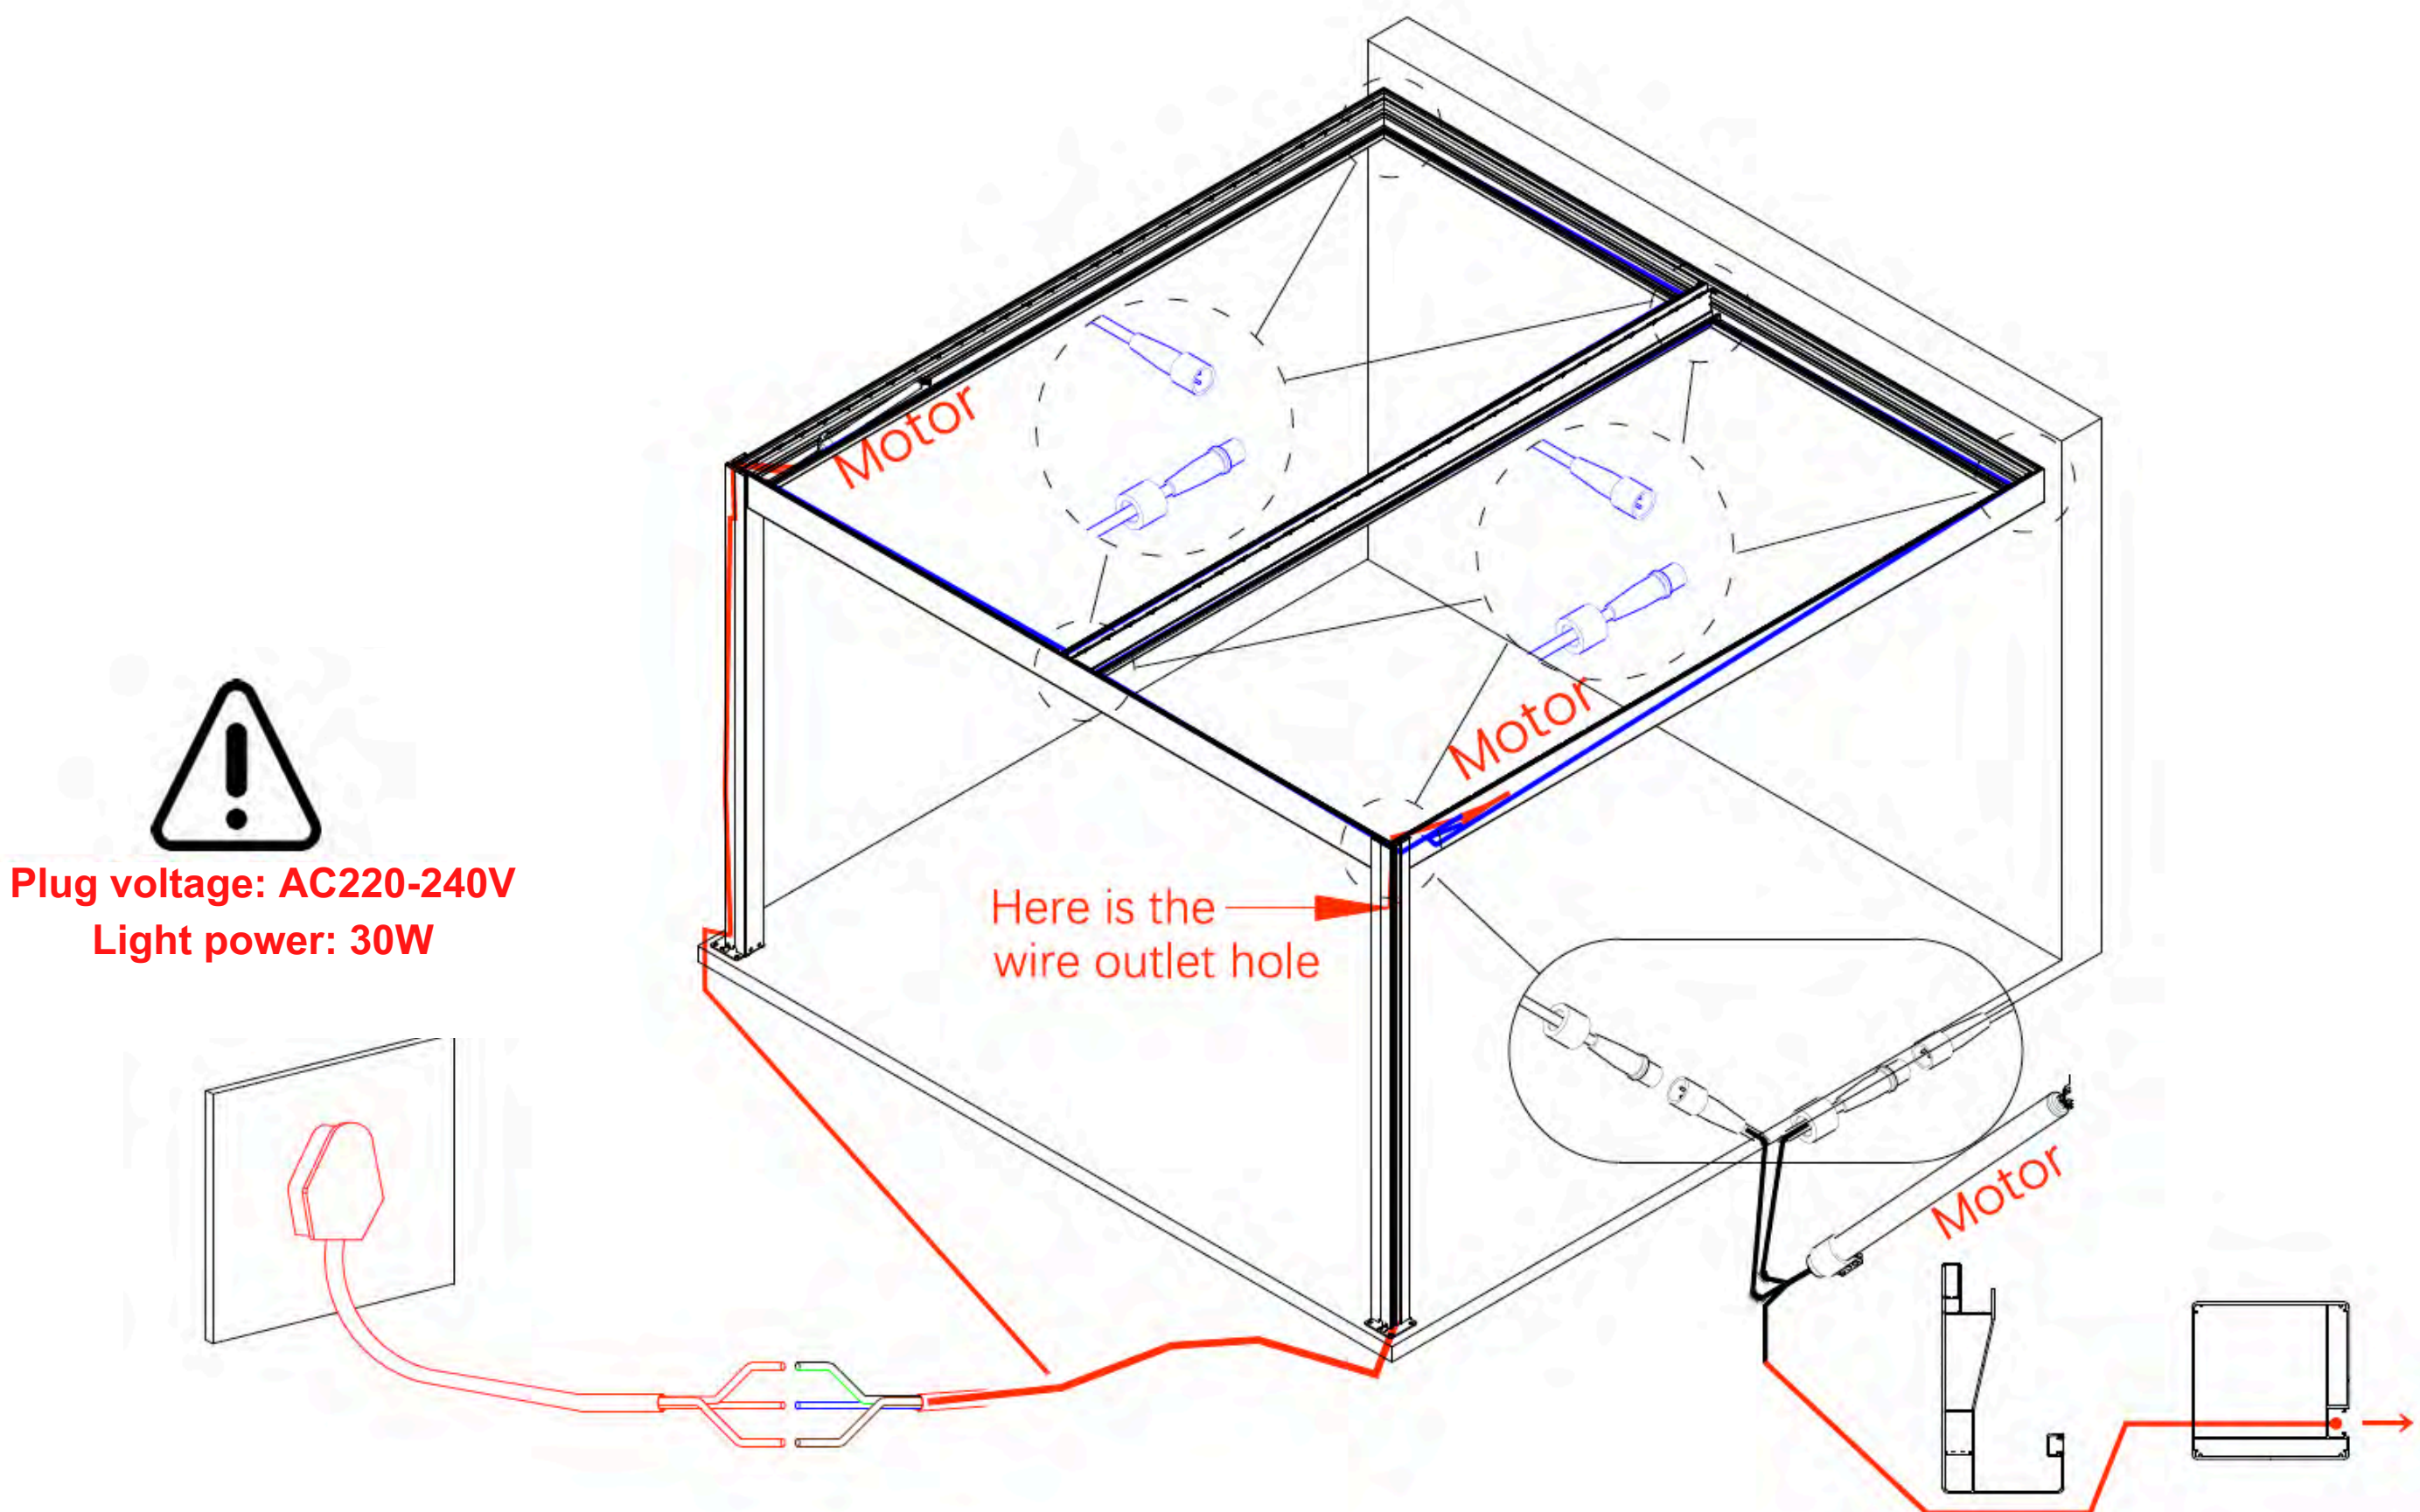 Motor
Motor
Plug voltage: AC220-240V
Light power: 30W
Here is the
wire outlet hole
Motor